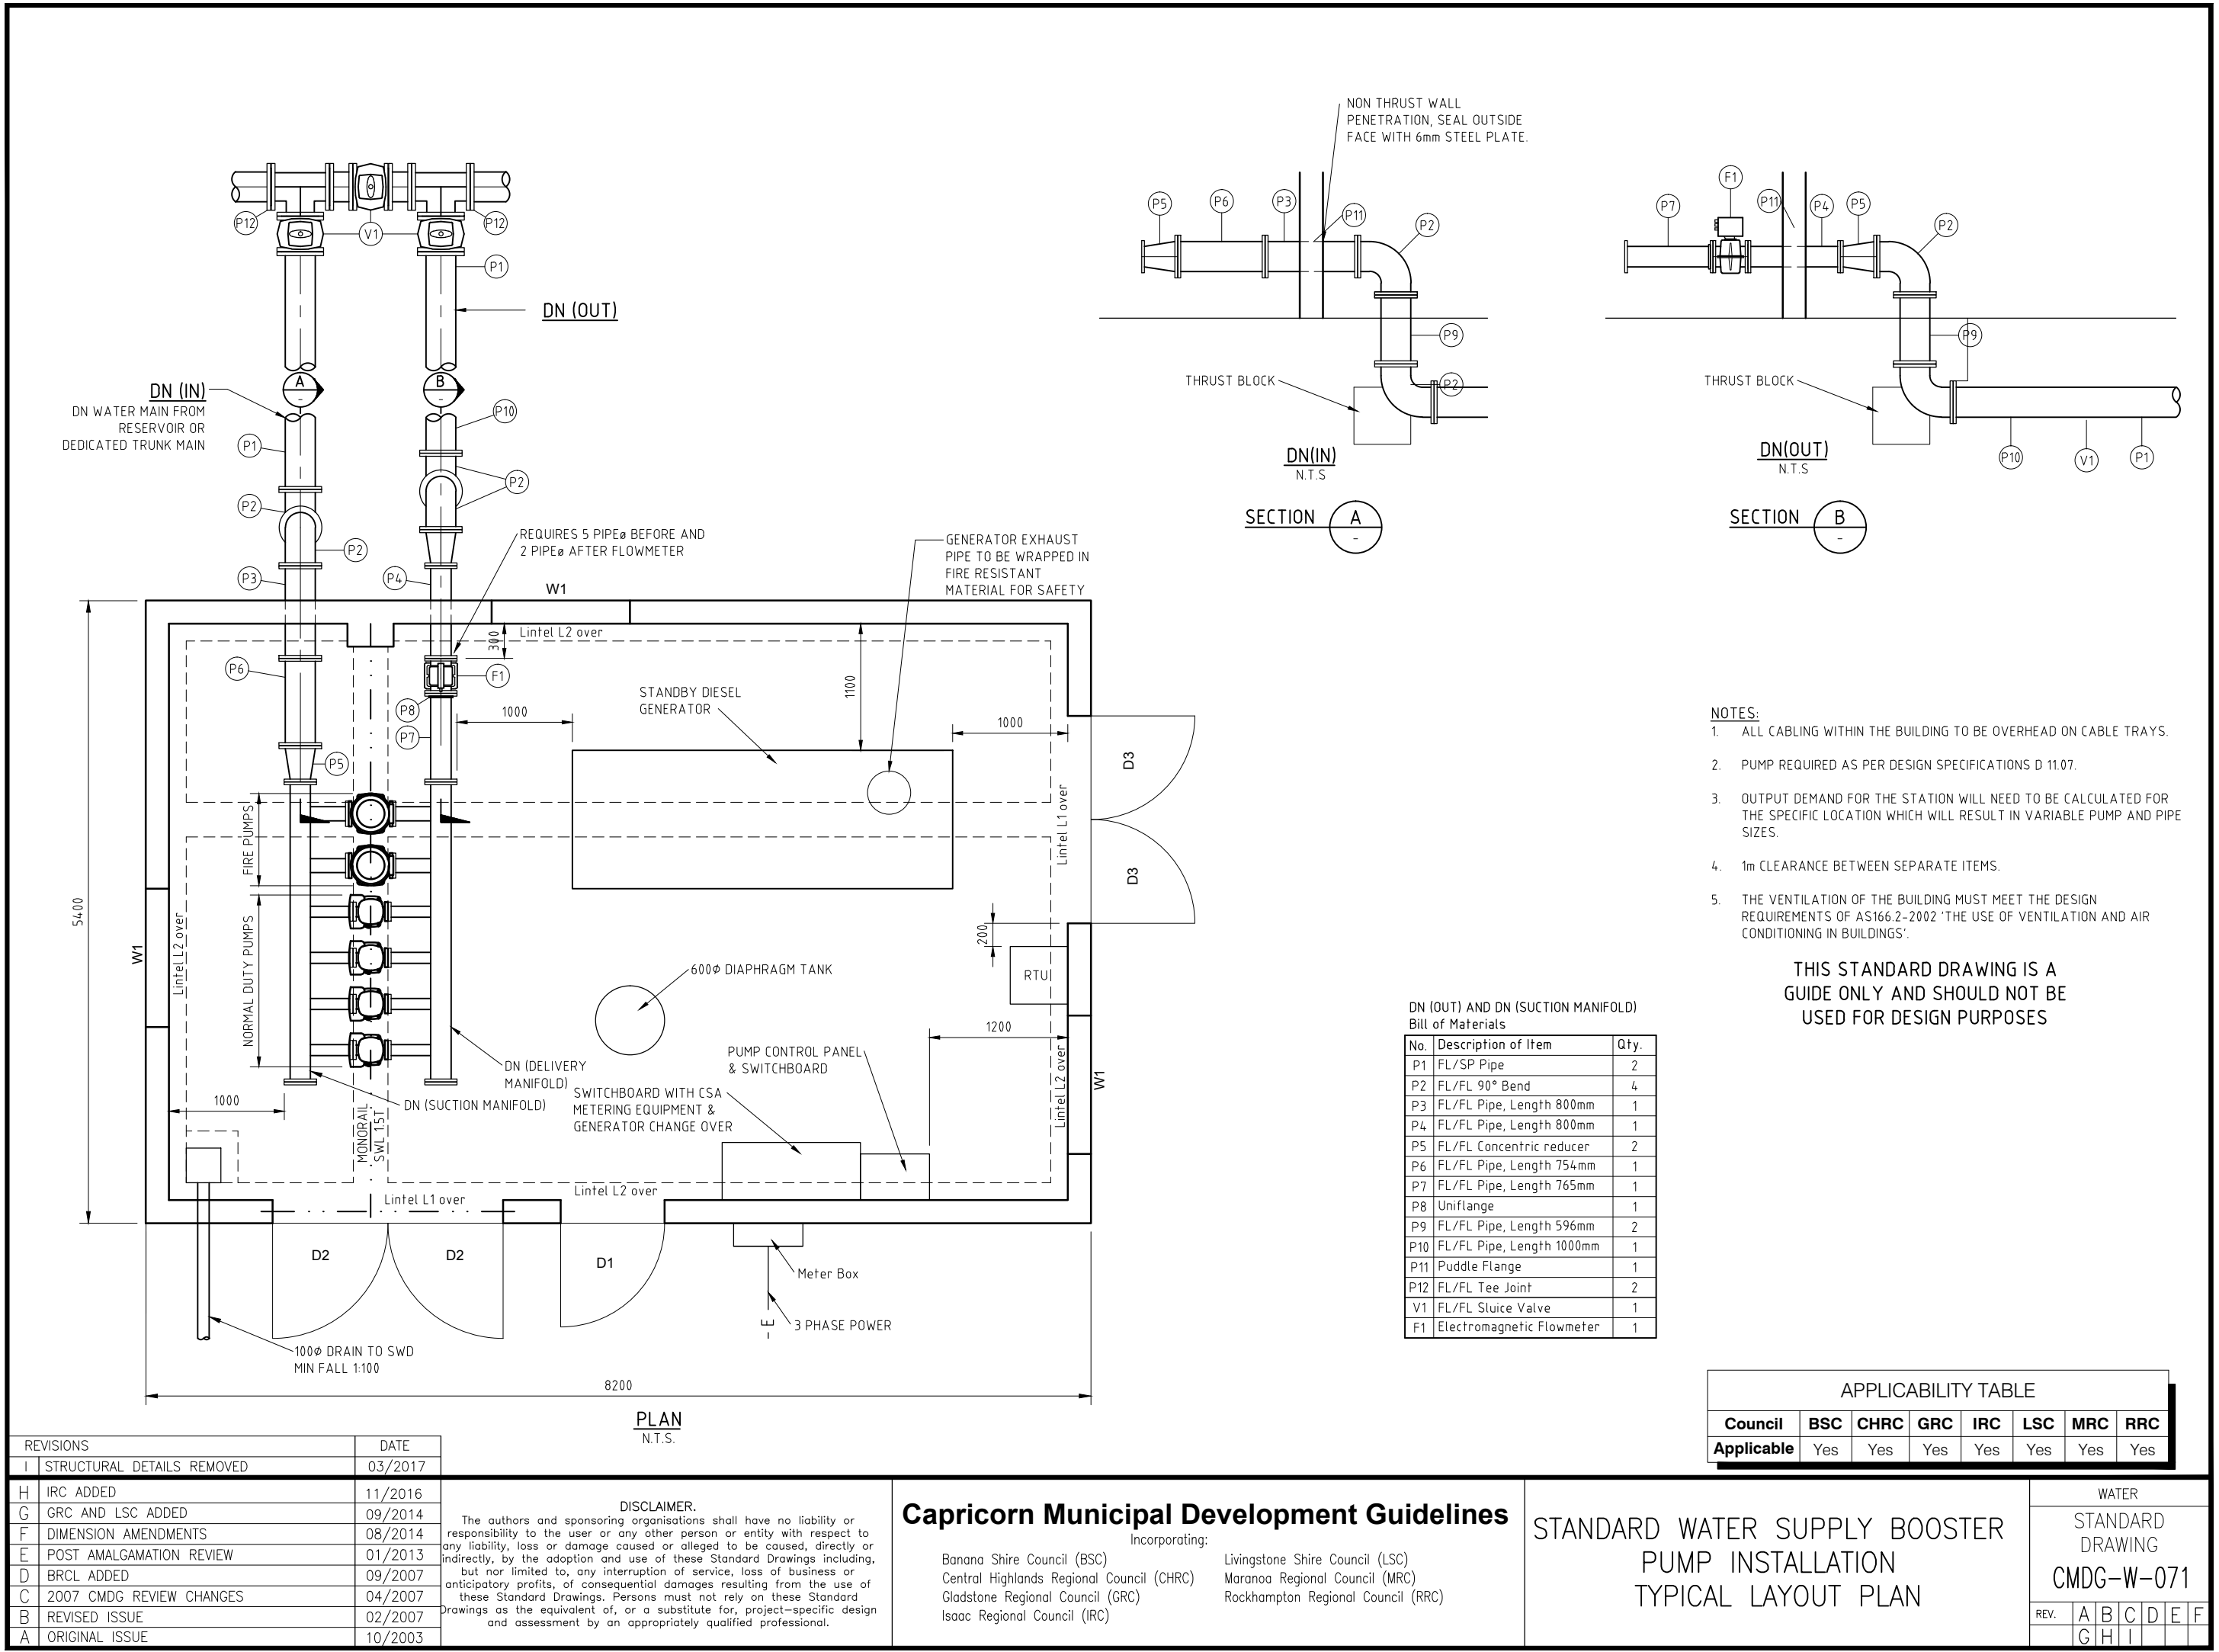 NON THRUST WALL
PENETRATION, SEAL OUTSIDE
FACE WITH 6mm STEEL PLATE.
P12
V1
P12
P1
DN (OUT)
A
-
B
-
DN (IN)
DN WATER MAIN FROM
RESERVOIR OR
DEDICATED TRUNK MAIN
P1
P10
P2
P2
P2
P3
P4
REQUIRES 5 PIPEø BEFORE AND
2 PIPEø AFTER FLOWMETER
W1
GENERATOR EXHAUST
PIPE TO BE WRAPPED IN
FIRE RESISTANT
MATERIAL FOR SAFETY
Lintel L2 over
300
P6
F1
P8
P7
P5
1000
STANDBY DIESEL
GENERATOR
1100
1000
D3
D3
Lintel L1 over
FIRE PUMPS
NORMAL DUTY PUMPS
5400
W1
Lintel L2 over
600ø DIAPHRAGM TANK
200
RTU
1200
Lintel L2 over
W1
DN (DELIVERY
MANIFOLD)
DN (SUCTION MANIFOLD)
1000
MONORAIL
SWL 1.5T
PUMP CONTROL PANEL
& SWITCHBOARD
SWITCHBOARD WITH CSA
METERING EQUIPMENT &
GENERATOR CHANGE OVER
Lintel L1 over
Lintel L2 over
D2
D2
D1
Meter Box
E
3 PHASE POWER
100ø DRAIN TO SWD
MIN FALL 1:100
8200
PLAN
N.T.S.
P5
P6
P3
P11
P2
P9
P2
THRUST BLOCK
DN(IN)
N.T.S
SECTION A
-
P7
F1
P11
P4
P5
P2
P9
THRUST BLOCK
P10
V1
P1
DN(OUT)
N.T.S
SECTION B
-
NOTES:
1. ALL CABLING WITHIN THE BUILDING TO BE OVERHEAD ON CABLE TRAYS.
2. PUMP REQUIRED AS PER DESIGN SPECIFICATIONS D 11.07.
3. OUTPUT DEMAND FOR THE STATION WILL NEED TO BE CALCULATED FOR
THE SPECIFIC LOCATION WHICH WILL RESULT IN VARIABLE PUMP AND PIPE
SIZES.
4. 1m CLEARANCE BETWEEN SEPARATE ITEMS.
5. THE VENTILATION OF THE BUILDING MUST MEET THE DESIGN
REQUIREMENTS OF AS166.2-2002 'THE USE OF VENTILATION AND AIR
CONDITIONING IN BUILDINGS'.
THIS STANDARD DRAWING IS A
GUIDE ONLY AND SHOULD NOT BE
USED FOR DESIGN PURPOSES
DN (OUT) AND DN (SUCTION MANIFOLD)
Bill of Materials
No. Description of Item Qty.
P1 FL/SP Pipe 2
P2 FL/FL 90° Bend 4
P3 FL/FL Pipe, Length 800mm 1
P4 FL/FL Pipe, Length 800mm 1
P5 FL/FL Concentric reducer 2
P6 FL/FL Pipe, Length 754mm 1
P7 FL/FL Pipe, Length 765mm 1
P8 Uniflange 1
P9 FL/FL Pipe, Length 596mm 2
P10 FL/FL Pipe, Length 1000mm 1
P11 Puddle Flange 1
P12 FL/FL Tee Joint 2
V1 FL/FL Sluice Valve 1
F1 Electromagnetic Flowmeter 1
APPLICABILITY TABLE
Council BSC CHRC GRC IRC LSC MRC RRC
Applicable Yes Yes Yes Yes Yes Yes Yes
REVISIONS DATE
I STRUCTURAL DETAILS REMOVED 03/2017
H IRC ADDED 11/2016
G GRC AND LSC ADDED 09/2014
F DIMENSION AMENDMENTS 08/2014
E POST AMALGAMATION REVIEW 01/2013
D BRCL ADDED 09/2007
C 2007 CMDG REVIEW CHANGES 04/2007
B REVISED ISSUE 02/2007
A ORIGINAL ISSUE 10/2003
DISCLAIMER.
The authors and sponsoring organisations shall have no liability or
responsibility to the user or any other person or entity with respect to
any liability, loss or damage caused or alleged to be caused, directly or
indirectly, by the adoption and use of these Standard Drawings including,
but nor limited to, any interruption of service, loss of business or
anticipatory profits, of consequential damages resulting from the use of
these Standard Drawings. Persons must not rely on these Standard
Drawings as the equivalent of, or a substitute for, project-specific design
and assessment by an appropriately qualified professional.
Capricorn Municipal Development Guidelines
Incorporating:
Banana Shire Council (BSC)
Central Highlands Regional Council (CHRC)
Gladstone Regional Council (GRC)
Isaac Regional Council (IRC)
Livingstone Shire Council (LSC)
Maranoa Regional Council (MRC)
Rockhampton Regional Council (RRC)
STANDARD WATER SUPPLY BOOSTER
PUMP INSTALLATION
TYPICAL LAYOUT PLAN
WATER
STANDARD
DRAWING
CMDG-W-071
REV. A B C D E F
G H I